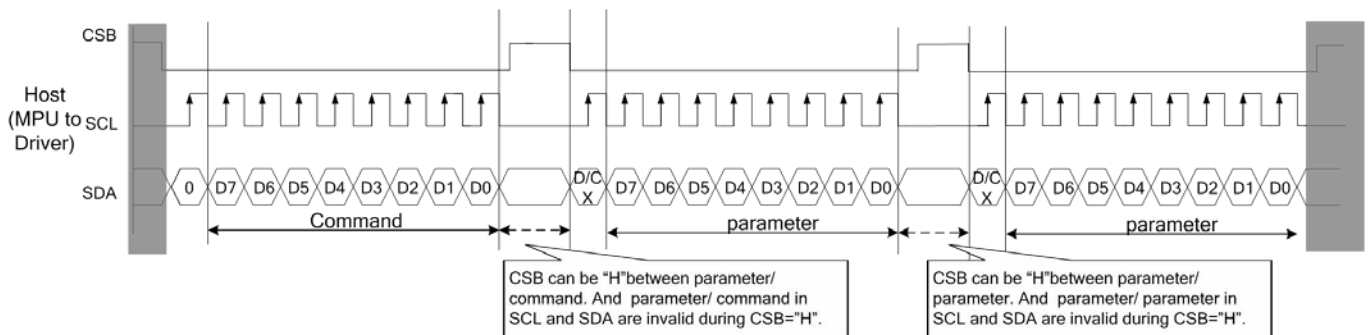 CSB
Host
(MPU to
Driver)
SCL
SDA
0 D7 D6 D5 D4 D3 D2 D1 D0 D/C X D7 D6 D5 D4 D3 D2 D1 D0 D/C X D7 D6 D5 D4 D3 D2 D1 D0
Command parameter parameter
CSB can be “H”between parameter/
command. And parameter/ command in
SCL and SDA are invalid during CSB=”H”.
CSB can be “H”between parameter/
parameter. And parameter/ parameter in
SCL and SDA are invalid during CSB=”H”.